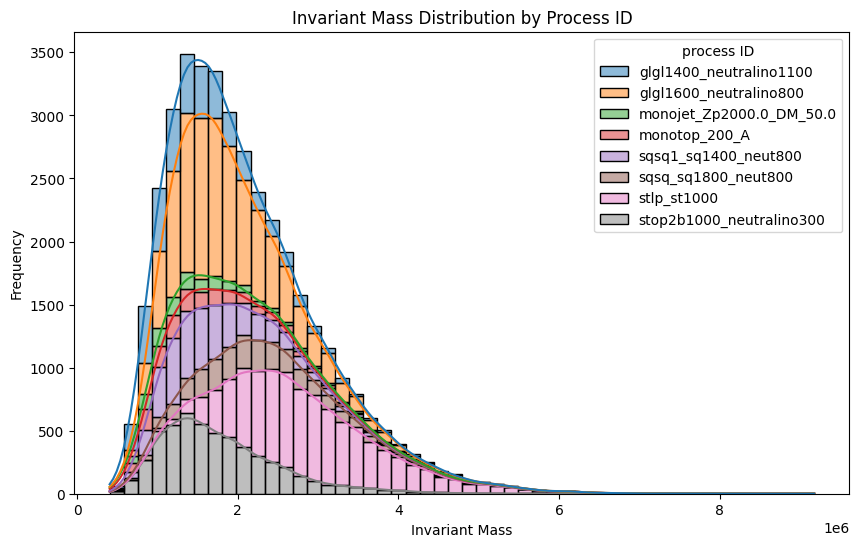 Invariant Mass Distribution by Process ID
process ID
glgl1400_neutralino1100
glgl1600_neutralino800
monojet_Zp2000.0_DM_50.0
monotop_200_A
sqsq1_sq1400_neut800
sqsq_sq1800_neut800
stlp_st1000
stop2b1000_neutralino300
Frequency
3500
3000
2500
2000
1500
1000
500
0
0 2 4 6 8
1e6
Invariant Mass